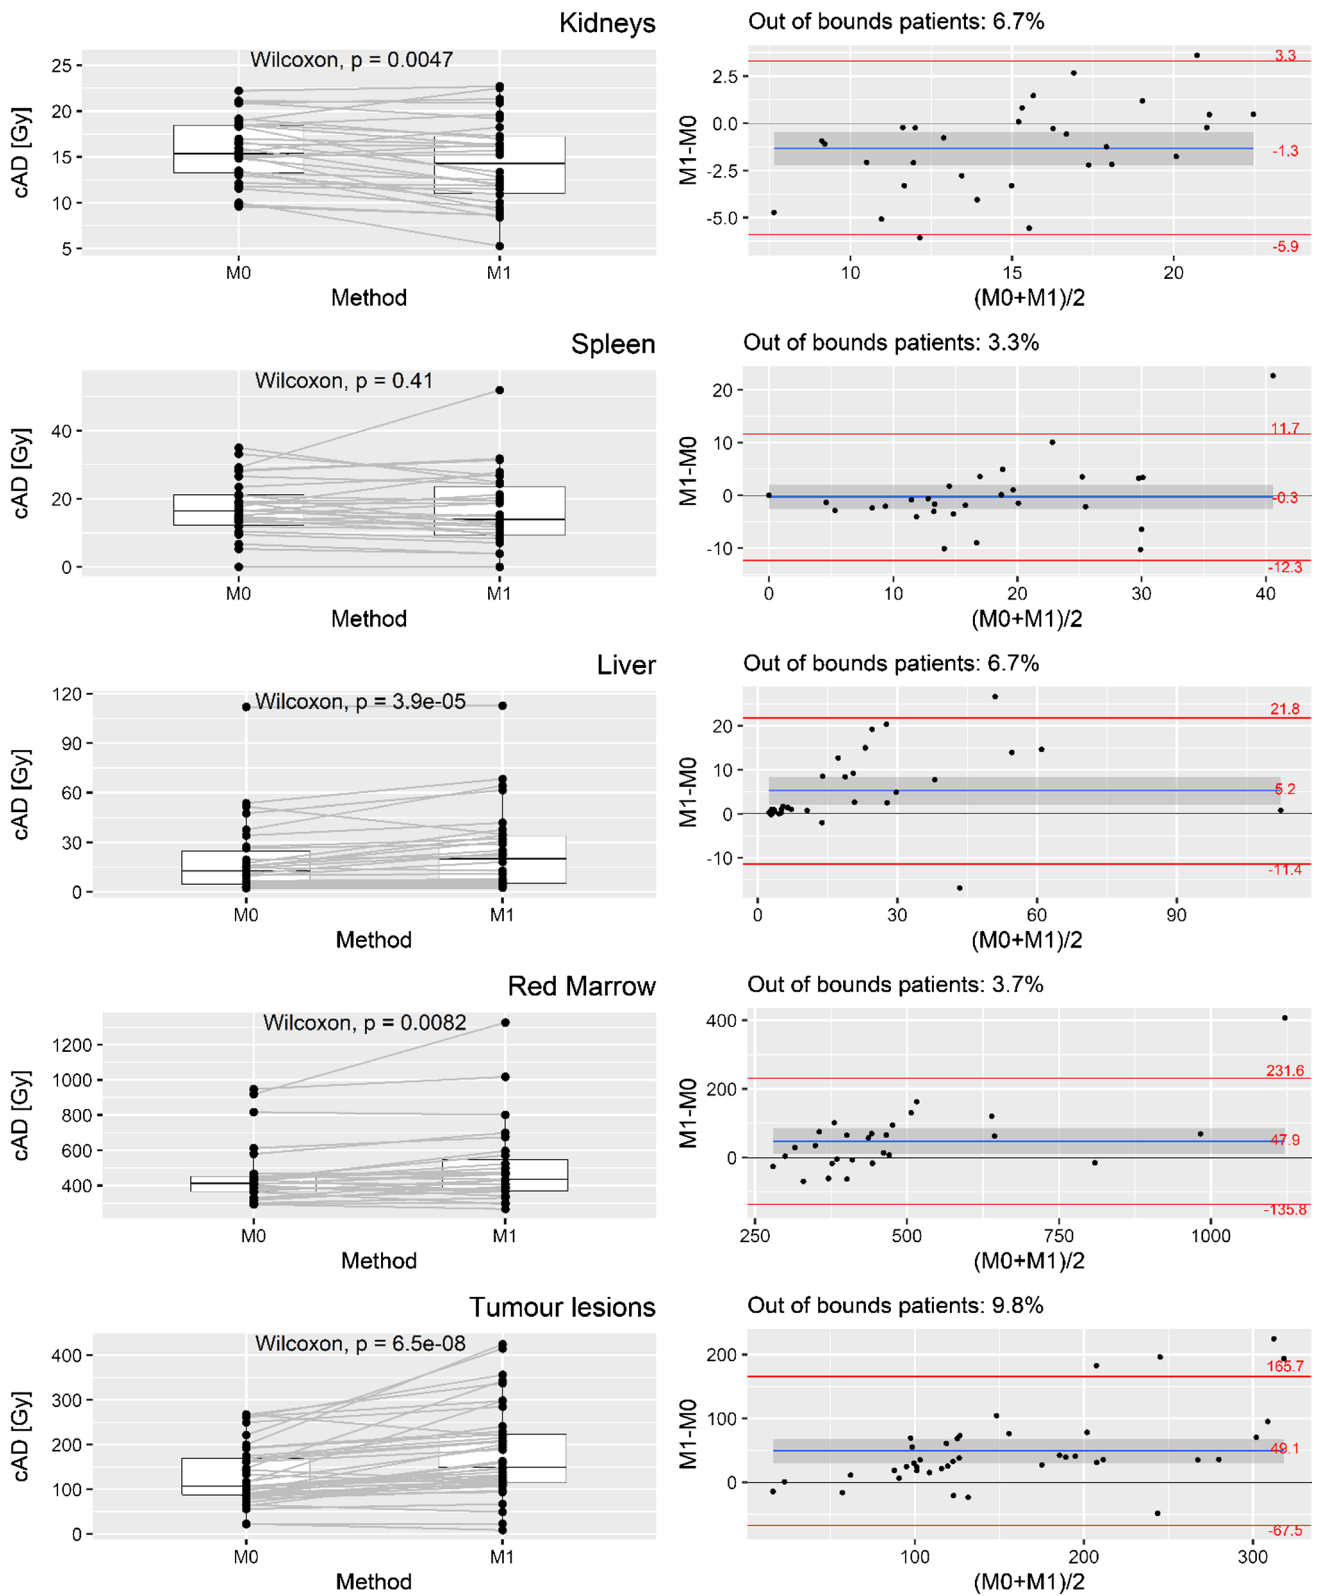 Kidneys
Wilcoxon, p = 0.0047
25
20
15
10
5
cAD [Gy]
M0
M1
Method
Out of bounds patients: 6.7%
3.3
2.5
0.0
-1.3
-2.5
-5.0
-5.9
M1-M0
10
15
20
(M0+M1)/2
Spleen
Wilcoxon, p = 0.41
40
20
0
cAD [Gy]
M0
M1
Method
Out of bounds patients: 3.3%
20
11.7
10
0
-0.3
-10
-12.3
M1-M0
0
10
20
30
40
(M0+M1)/2
Liver
120
Wilcoxon, p = 3.9e-05
90
60
30
0
cAD [Gy]
M0
M1
Method
Out of bounds patients: 6.7%
21.8
20
10
5.2
0
-10
-11.4
M1-M0
0
30
60
90
(M0+M1)/2
Red Marrow
Wilcoxon, p = 0.0082
1200
1000
800
600
400
cAD [Gy]
M0
M1
Method
Out of bounds patients: 3.7%
400
231.6
200
47.9
0
-135.8
M1-M0
250
500
750
1000
(M0+M1)/2
Tumour lesions
Wilcoxon, p = 6.5e-08
400
300
200
100
0
cAD [Gy]
M0
M1
Method
Out of bounds patients: 9.8%
200
165.7
100
49.1
0
-67.5
M1-M0
100
200
300
(M0+M1)/2